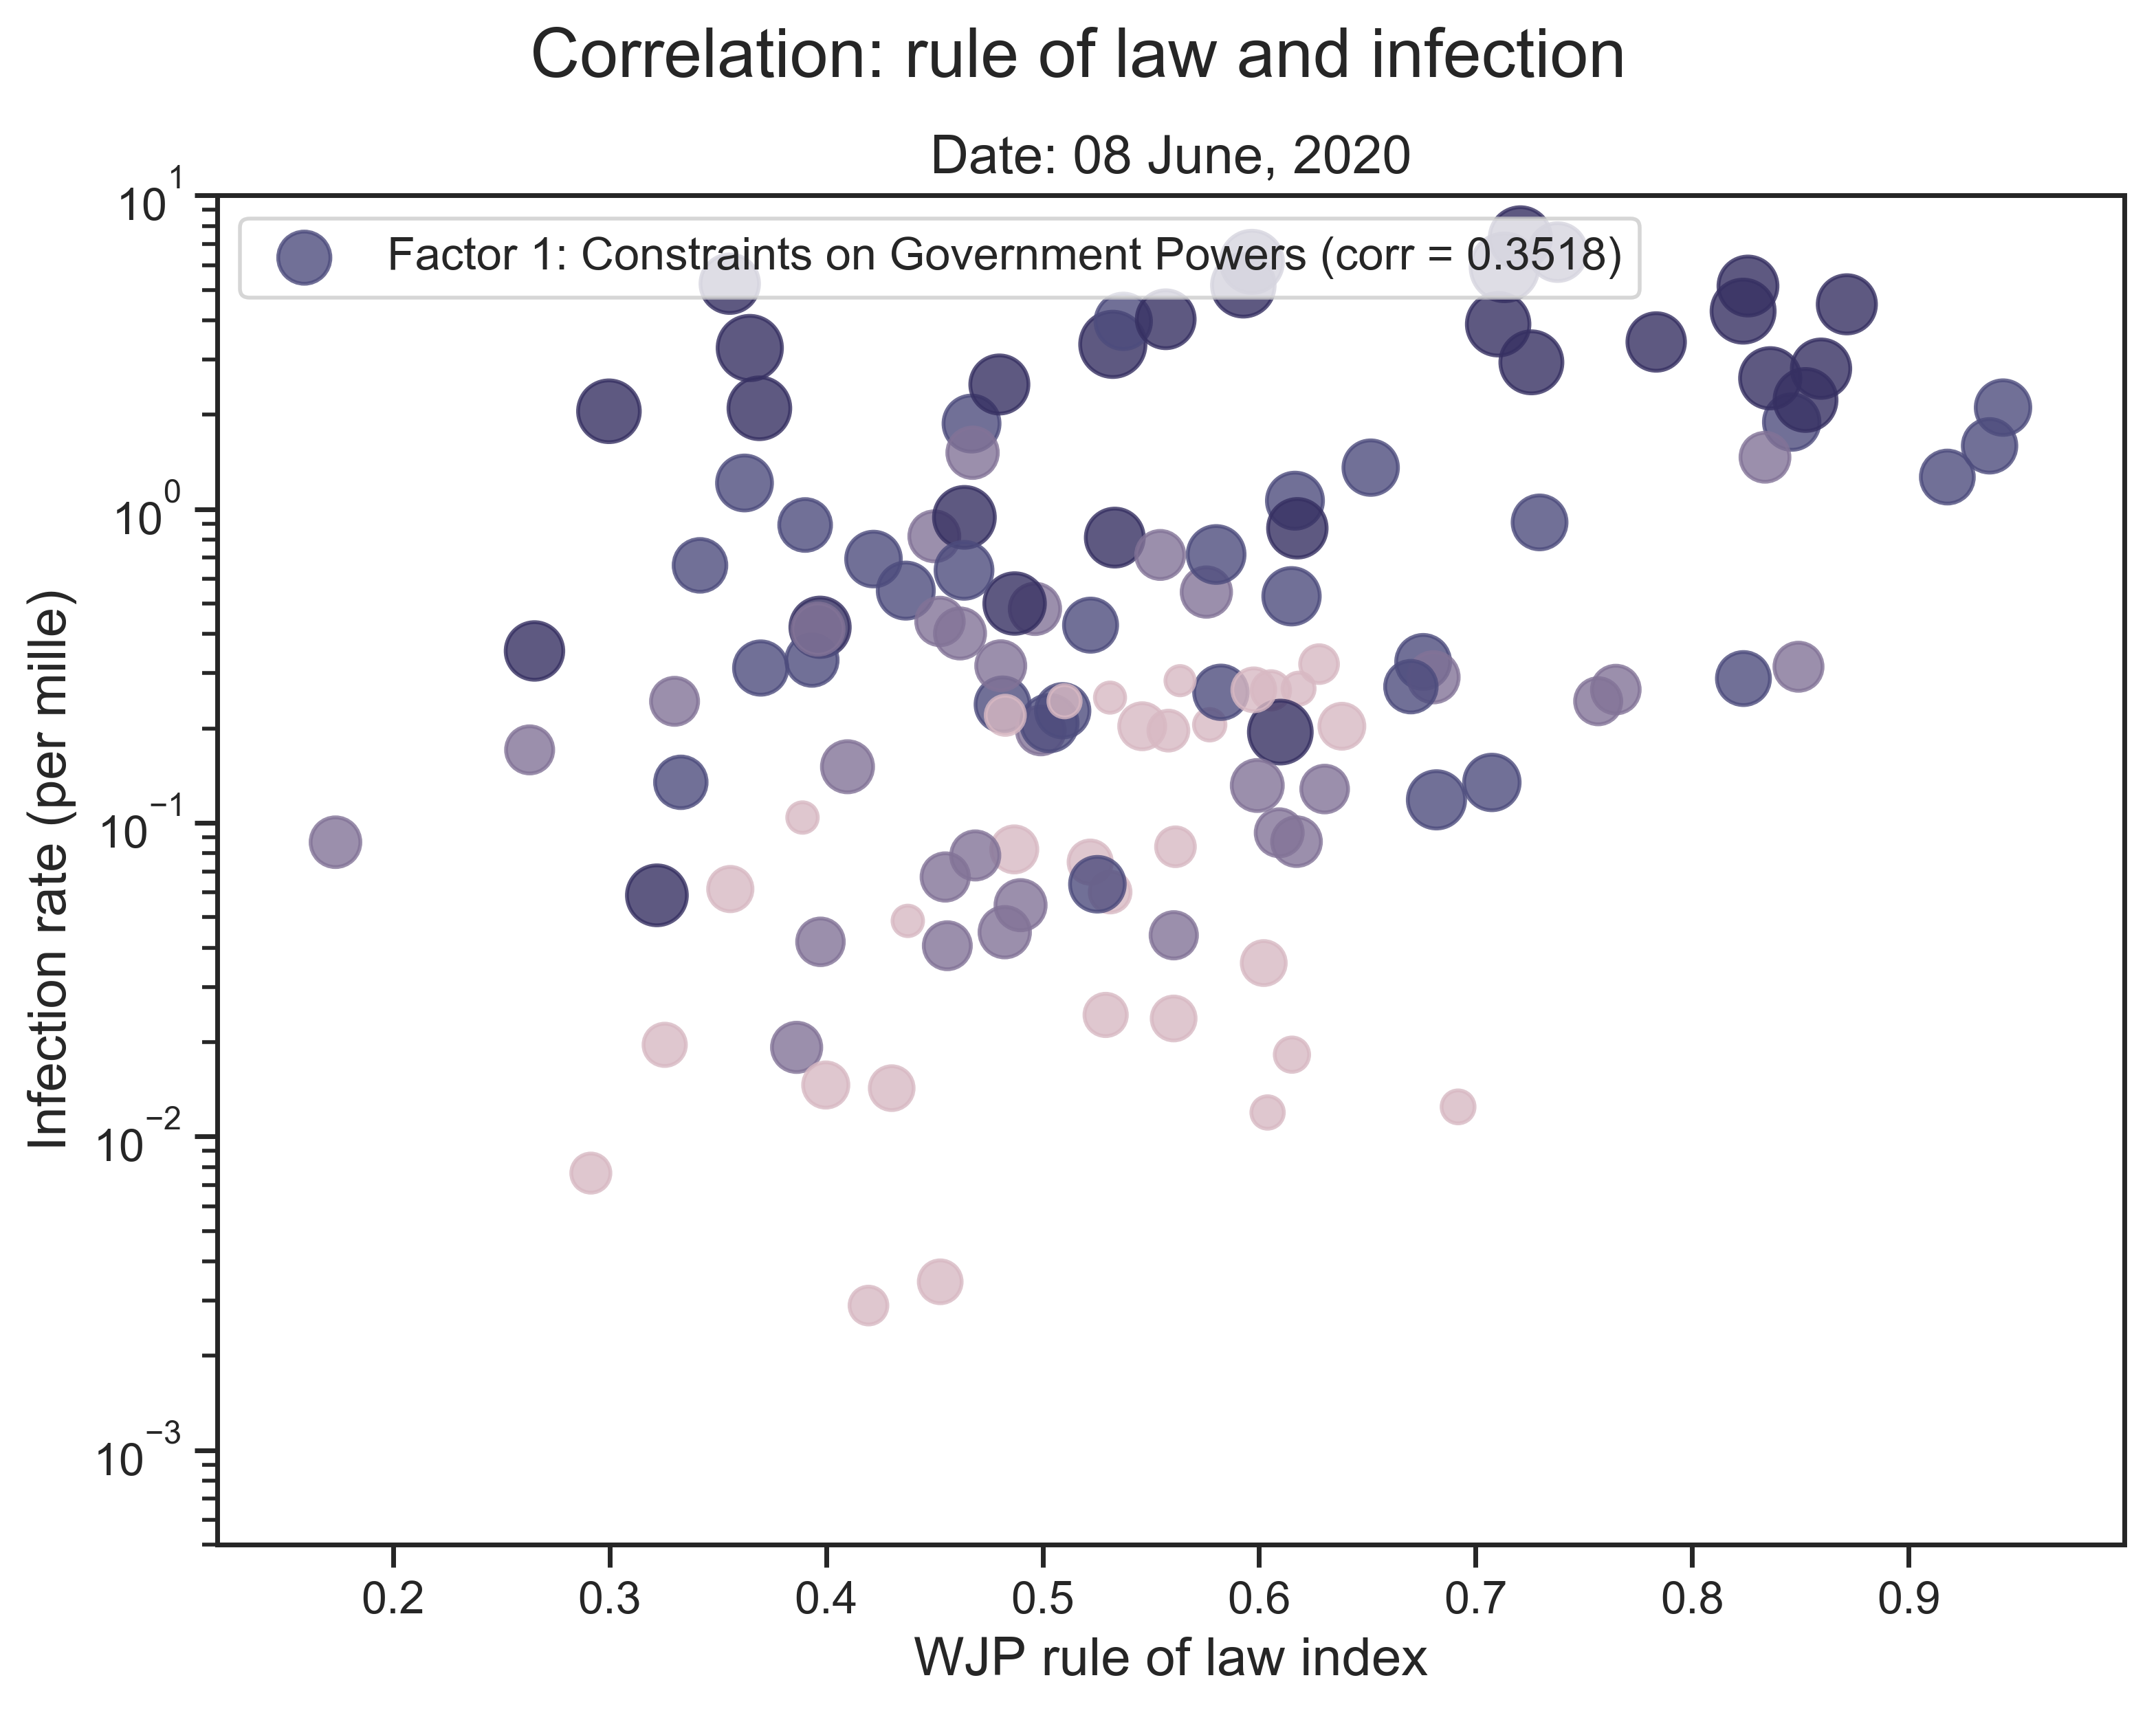 Correlation: rule of law and infection
Date: 08 June, 2020
Factor 1: Constraints on Government Powers (corr = 0.3518)
Infection rate (per mille)
10^1
10^0
10^−1
10^−2
10^−3
0.2 0.3 0.4 0.5 0.6 0.7 0.8 0.9
WJP rule of law index